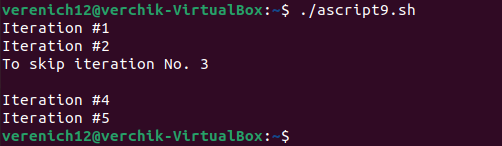 verenich12@verchik-VirtualBox:~$ ./ascript9.sh
Iteration #1
Iteration #2
To skip iteration No. 3
Iteration #4
Iteration #5
verenich12@verchik-VirtualBox:~$